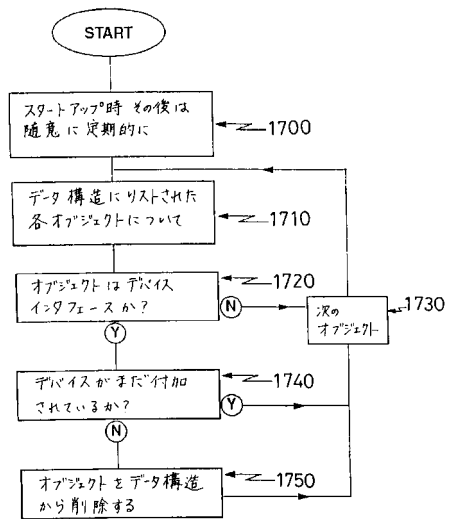 START
スタートアップ時 その後は
随意に定期的に
1700
データ構造にリストされた
各オブジェクトについて
1710
オブジェクトはデバイス
インタフェースか?
1720
N
Y
次の
オブジェクト
1730
デバイスがまだ付加
されているか?
1740
Y
N
オブジェクトをデータ構造
から削除する
1750